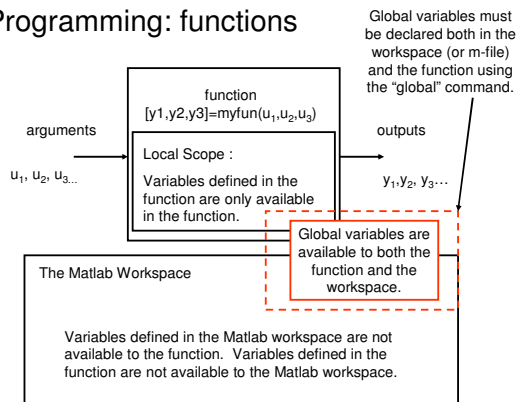 Programming: functions
Global variables must
be declared both in the
workspace (or m-file)
and the function using
the “global” command.
function
[y1,y2,y3]=myfun(u1,u2,u3)
arguments
outputs
Local Scope :
u1, u2, u3...
Variables defined in the
function are only available
in the function.
y1,y2, y3…
Global variables are
available to both the
function and the
workspace.
The Matlab Workspace
Variables defined in the Matlab workspace are not
available to the function.  Variables defined in the
function are not available to the Matlab workspace.